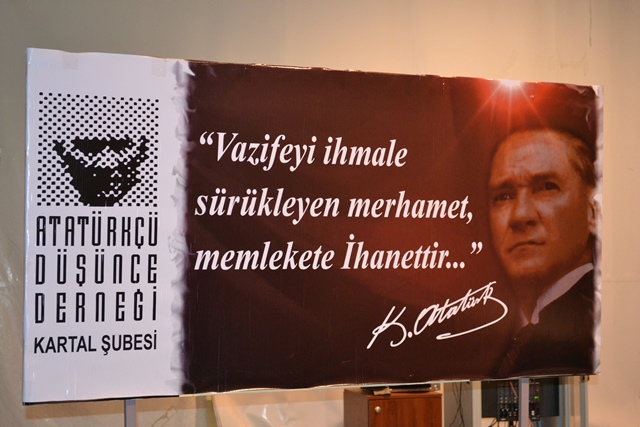 ATATÜRKÇÜ
DÜŞÜNCE
DERNEĞİ
KARTAL ŞUBESİ
“Vazifeyi ihmale
sürükleyen merhamet,
memlekete İhanettir...”
K. Atatürk